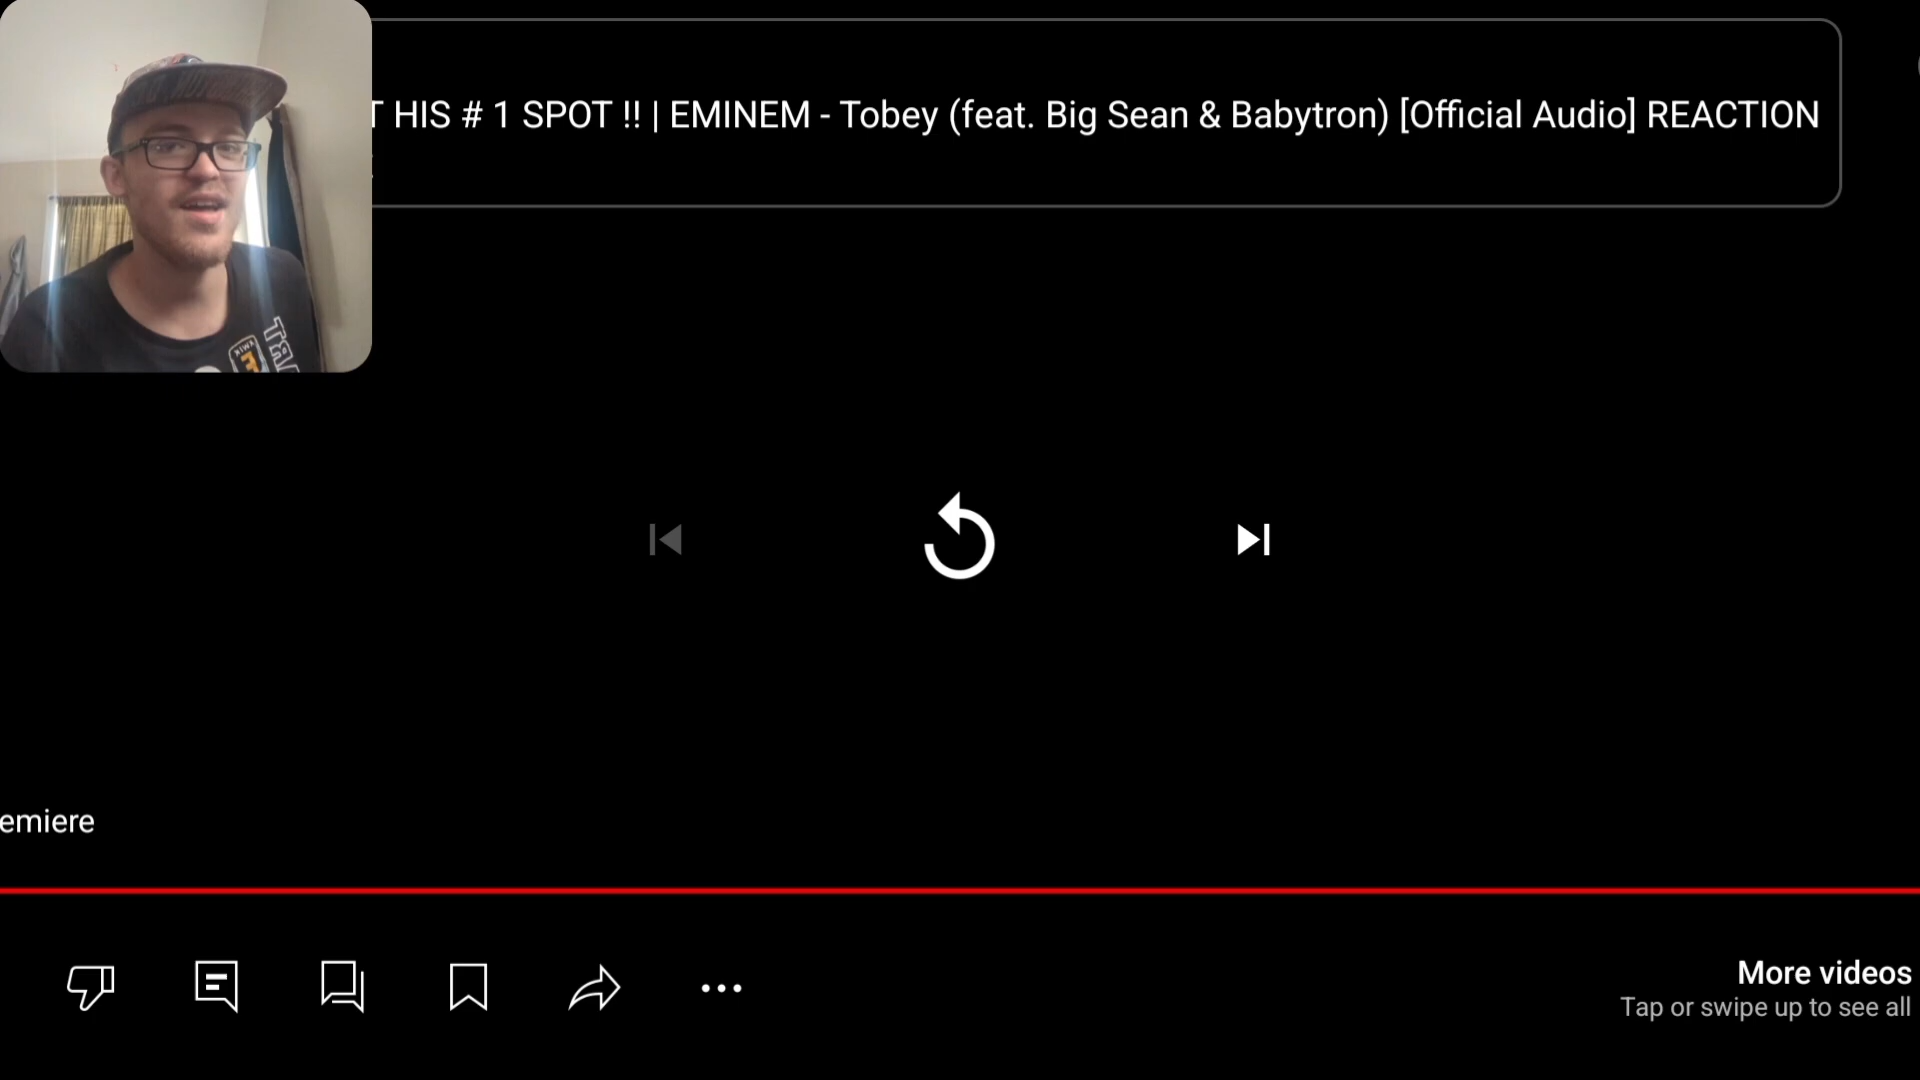 T HIS # 1 SPOT !! | EMINEM - Tobey (feat. Big Sean & Babytron) [Official Audio] REACTION
emiere
More videos
Tap or swipe up to see all